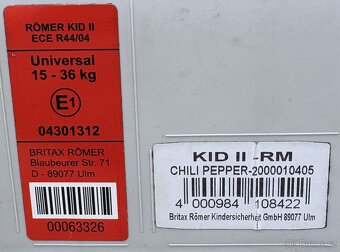 RÖMER KID II
ECE R44/04
Universal
15 - 36 kg
E1
04301312
BRITAX RÖMER
Blaubeurer Str. 71
D - 89077 Ulm
00063326
KID II -RM
CHILI PEPPER-2000010405
4 000984 108422
Britax Römer Kindersicherheit GmbH 89077 Ulm